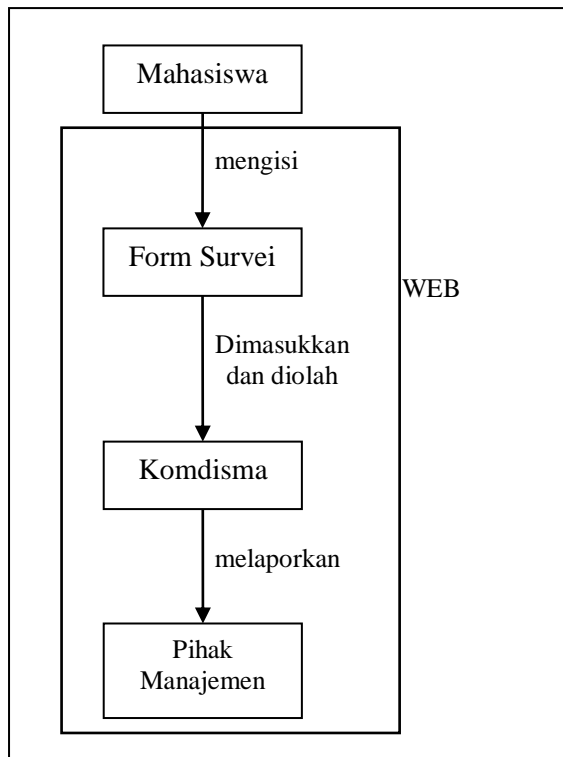 Mahasiswa
mengisi
Form Survei
WEB
Dimasukkan
dan diolah
Komdisma
melaporkan
Pihak
Manajemen